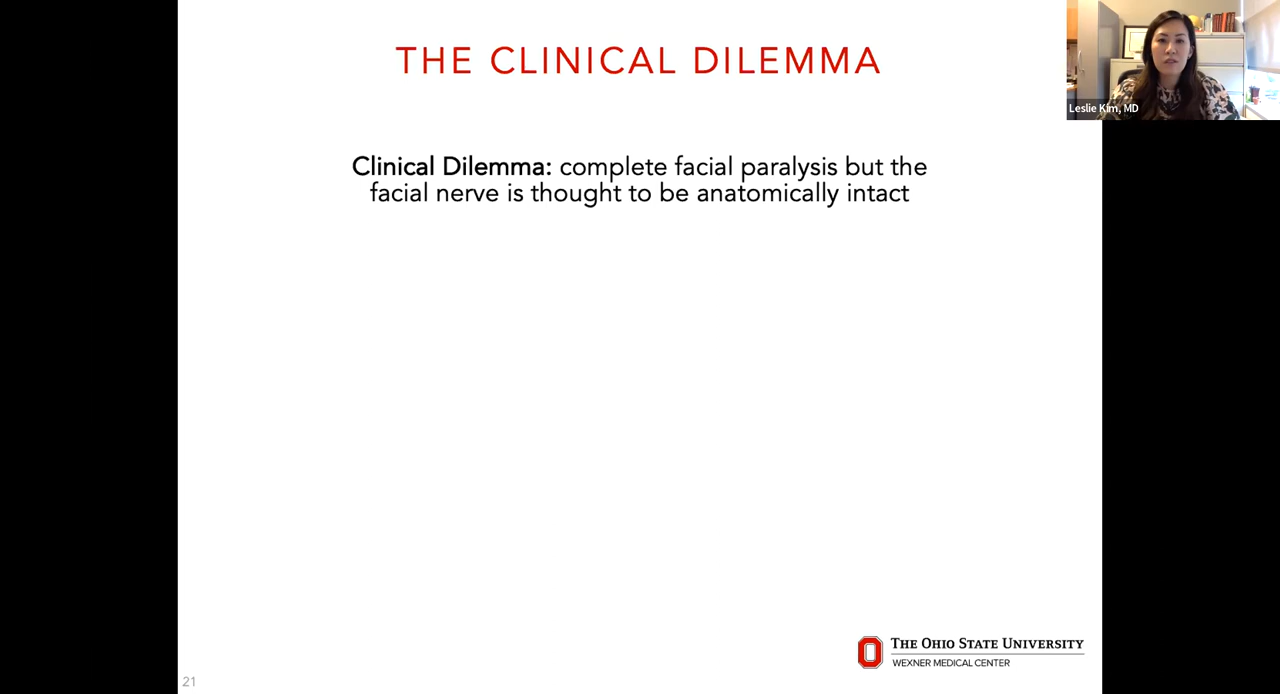 THE CLINICAL DILEMMA
Leslie Kim, MD
Clinical Dilemma: complete facial paralysis but the
facial nerve is thought to be anatomically intact
THE OHIO STATE UNIVERSITY
WEXNER MEDICAL CENTER
21